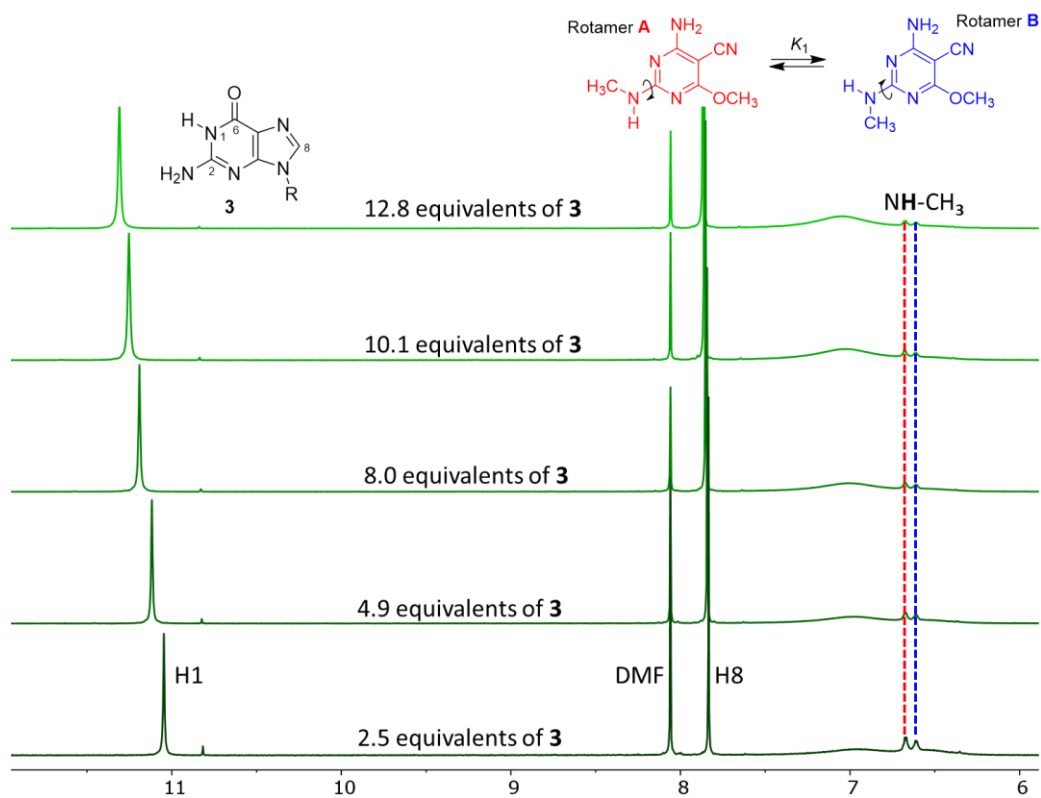 Rotamer A
NH₂
CN
N
H₃C
N
H
N
OCH₃
K₁
Rotamer B
NH₂
CN
N
H
N
CH₃
N
OCH₃
O
H
N
1
6
N
8
H₂N
2
N
N
R
3
12.8 equivalents of 3
NH-CH₃
10.1 equivalents of 3
8.0 equivalents of 3
4.9 equivalents of 3
H1
DMF
H8
2.5 equivalents of 3
11 10 9 8 7 6